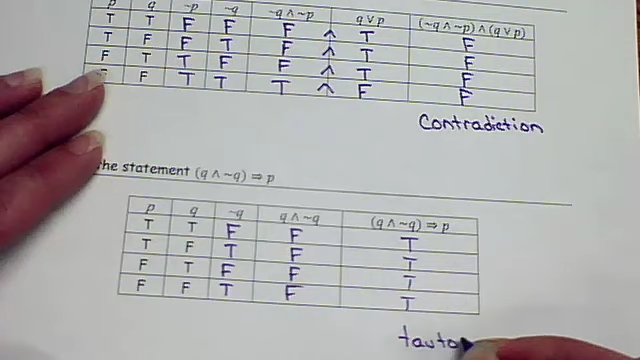 p q ~p ~q ~q ∧ ~p q ∨ p (~q ∧ ~p) ∧ (q ∨ p)
T T F F F ^ T F
T F F T F ^ T F
F T T F F ^ T F
F T T T ^ F F
Contradiction
the statement (q ∧ ~q) ⇒ p
p q ~q q ∧ ~q (q ∧ ~q) ⇒ p
T T F F T
T F T F T
F T F F T
F F T F T
tauto